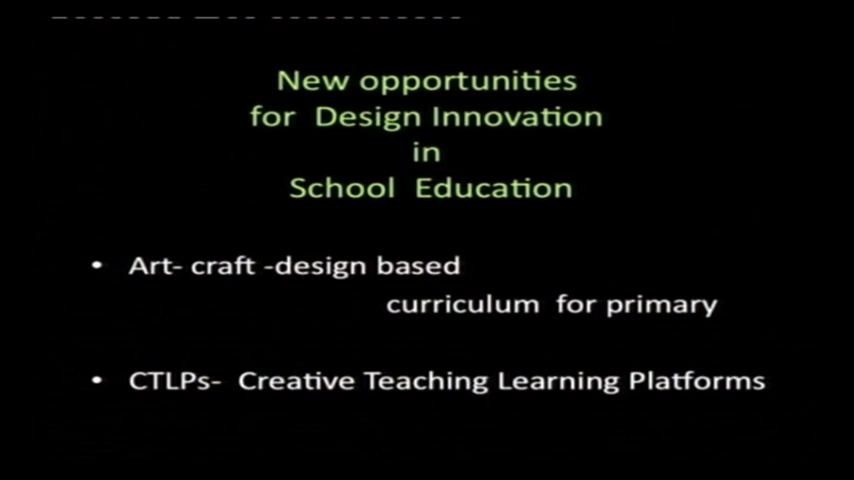 New opportunities
for Design Innovation
in
School Education
• Art- craft -design based
curriculum for primary
• CTLPs- Creative Teaching Learning Platforms